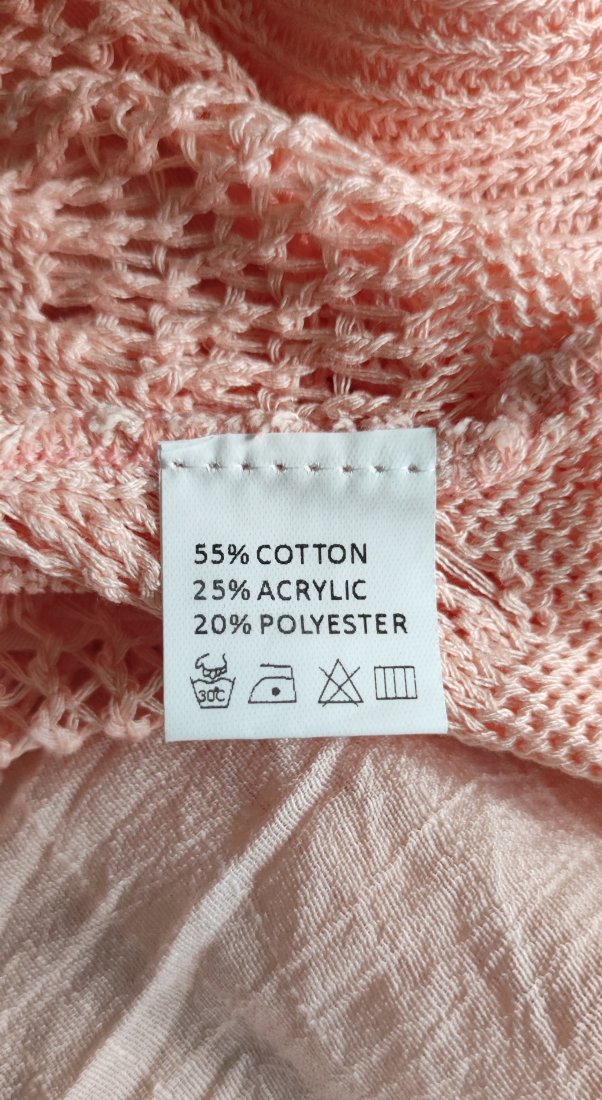 55% COTTON
25% ACRYLIC
20% POLYESTER
30°C